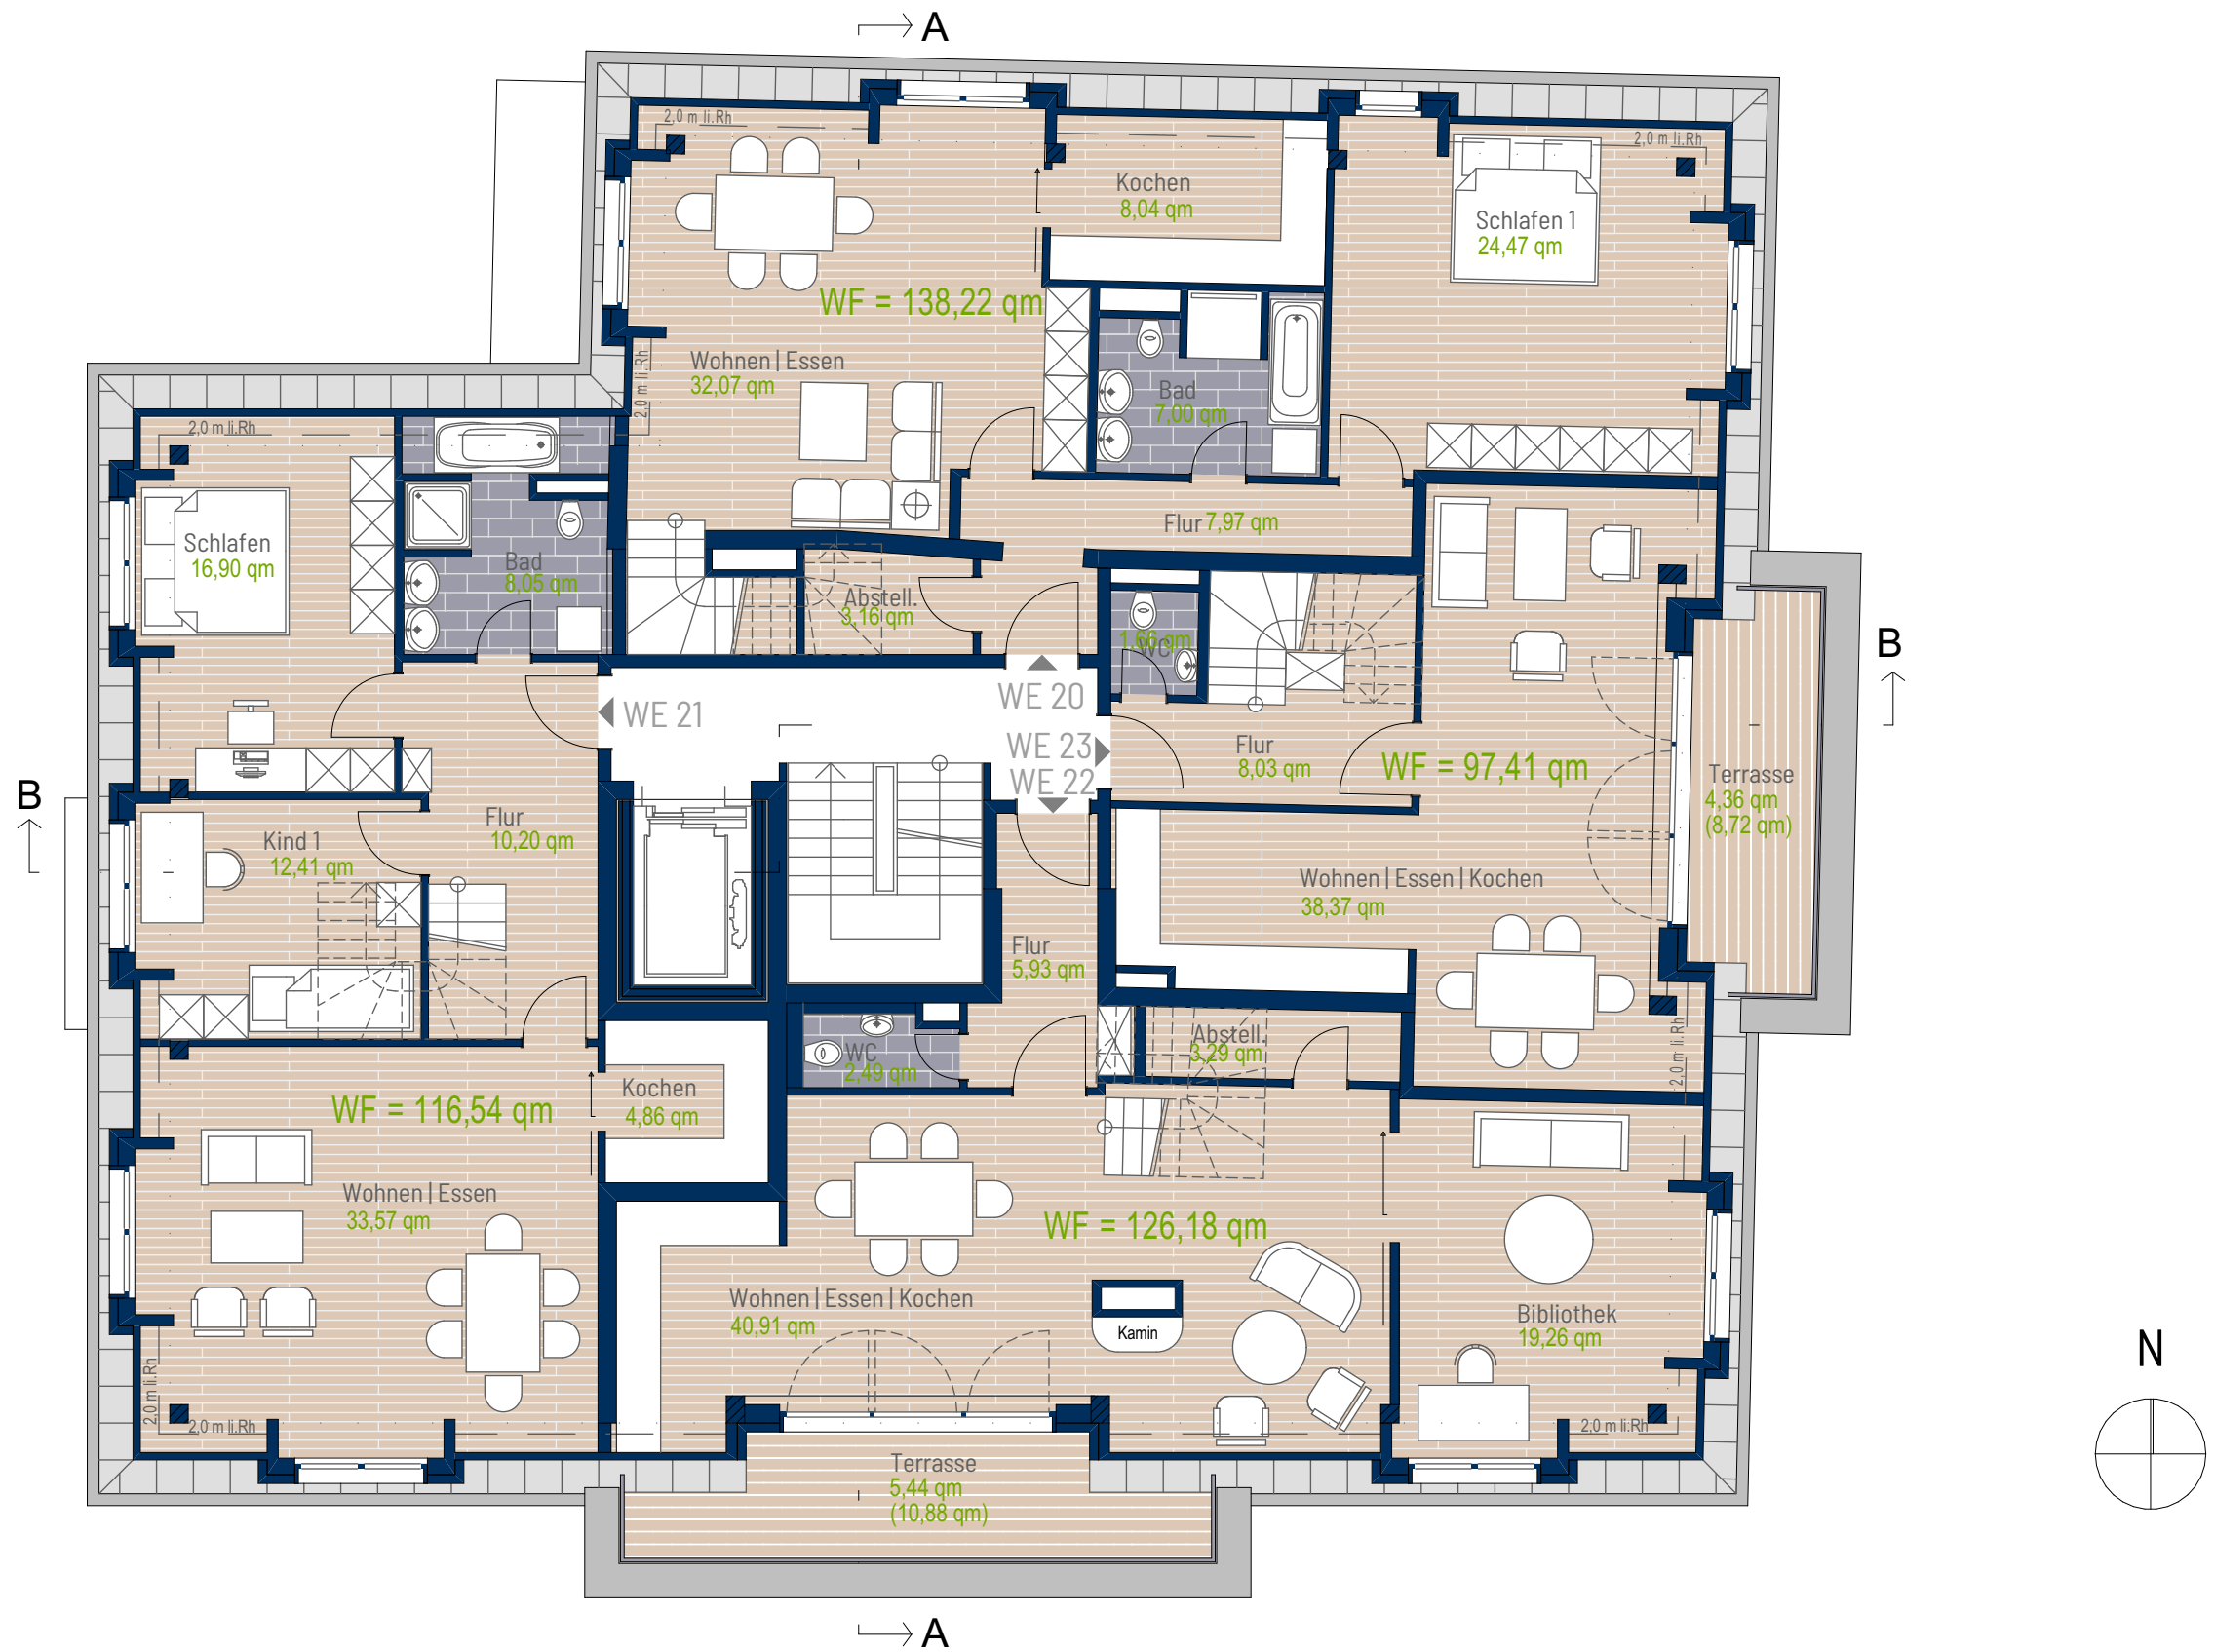 A
2,0 m li.Rh
2,0 m li.Rh
Kochen
8,04 qm
Schlafen 1
24,47 qm
WF = 138,22 qm
Wohnen | Essen
32,07 qm
2,0 m li.Rh
Bad
7,00 qm
2,0 m li.Rh
Flur 7,97 qm
Schlafen
16,90 qm
Bad
8,05 qm
Abstell.
3,16 qm
1,66 qm
WC
B
WE 20
WE 21
WE 23
WE 22
Flur
8,03 qm
WF = 97,41 qm
Terrasse
4,36 qm
(8,72 qm)
B
Flur
10,20 qm
Kind 1
12,41 qm
Wohnen | Essen | Kochen
38,37 qm
Flur
5,93 qm
WC
2,49 qm
Abstell.
3,29 qm
2,0 m li.Rh
Kochen
4,86 qm
WF = 116,54 qm
Wohnen | Essen
33,57 qm
WF = 126,18 qm
Wohnen | Essen | Kochen
40,91 qm
Kamin
Bibliothek
19,26 qm
N
2,0 m li.Rh
2,0 m li.Rh
2,0 m li.Rh
Terrasse
5,44 qm
(10,88 qm)
A